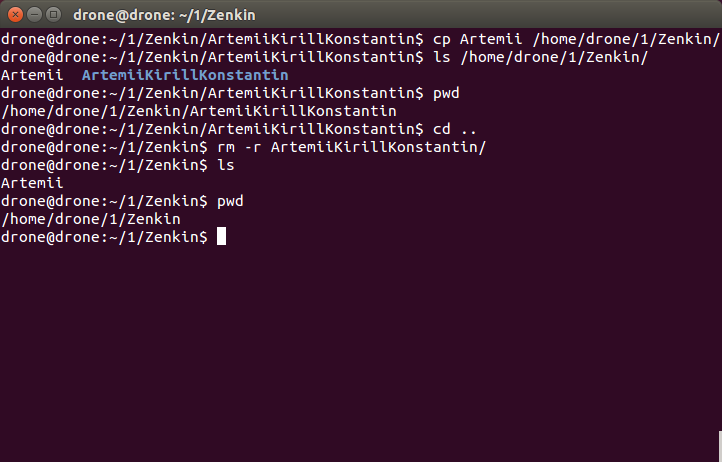 drone@drone: ~/1/Zenkin
drone@drone:~/1/Zenkin/ArtemiiKirillKonstantin$ cp Artemii /home/drone/1/Zenkin/
drone@drone:~/1/Zenkin/ArtemiiKirillKonstantin$ ls /home/drone/1/Zenkin/
Artemii  ArtemiiKirillKonstantin
drone@drone:~/1/Zenkin/ArtemiiKirillKonstantin$ pwd
/home/drone/1/Zenkin/ArtemiiKirillKonstantin
drone@drone:~/1/Zenkin/ArtemiiKirillKonstantin$ cd ..
drone@drone:~/1/Zenkin$ rm -r ArtemiiKirillKonstantin/
drone@drone:~/1/Zenkin$ ls
Artemii
drone@drone:~/1/Zenkin$ pwd
/home/drone/1/Zenkin
drone@drone:~/1/Zenkin$